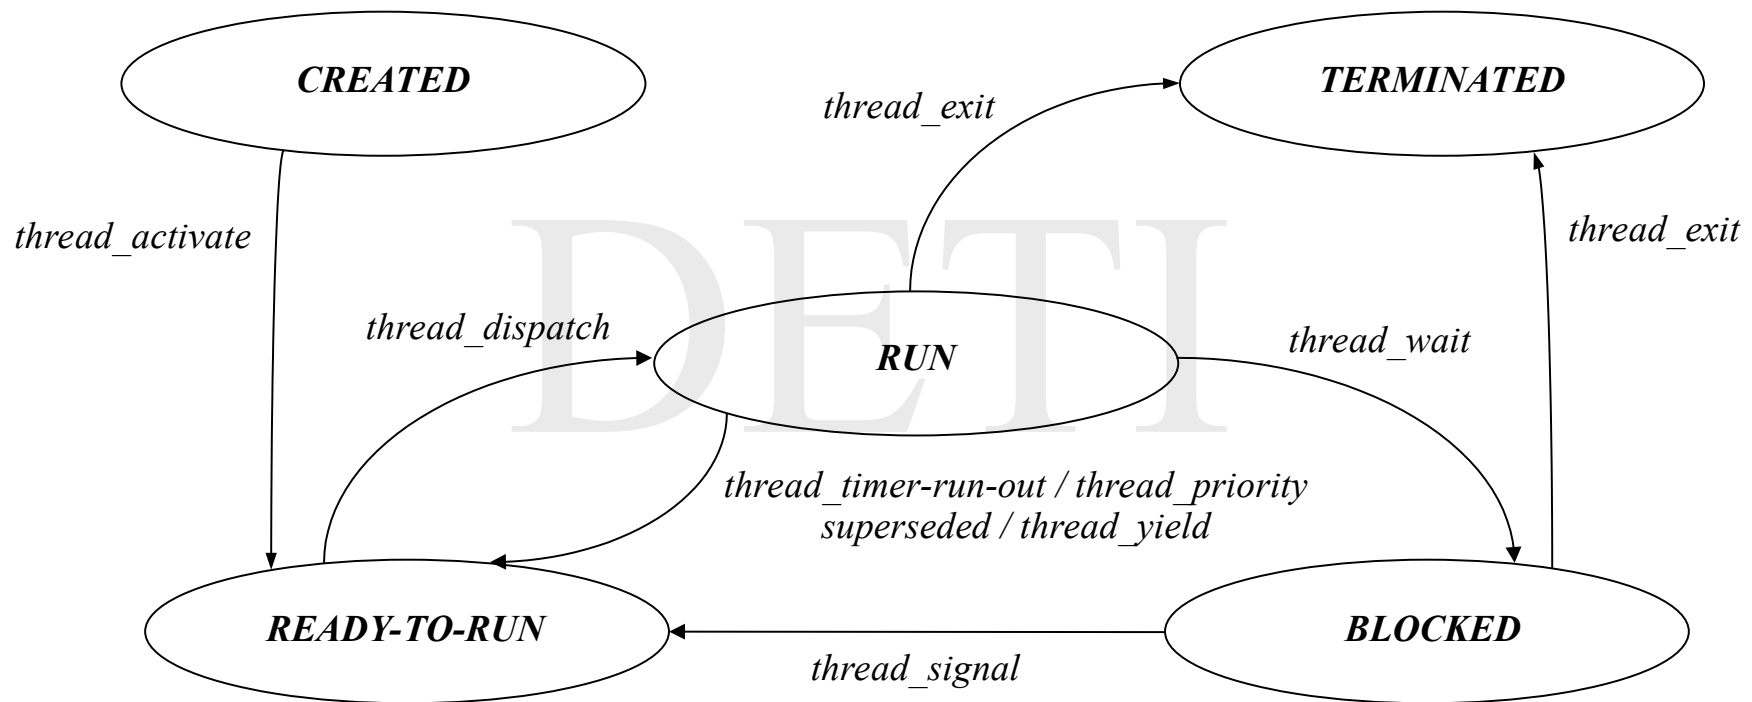 CREATED
TERMINATED
thread_exit
thread_activate
thread_exit
DETI
thread_dispatch
RUN
thread_wait
thread_timer-run-out / thread_priority
superseded / thread_yield
READY-TO-RUN
BLOCKED
thread_signal